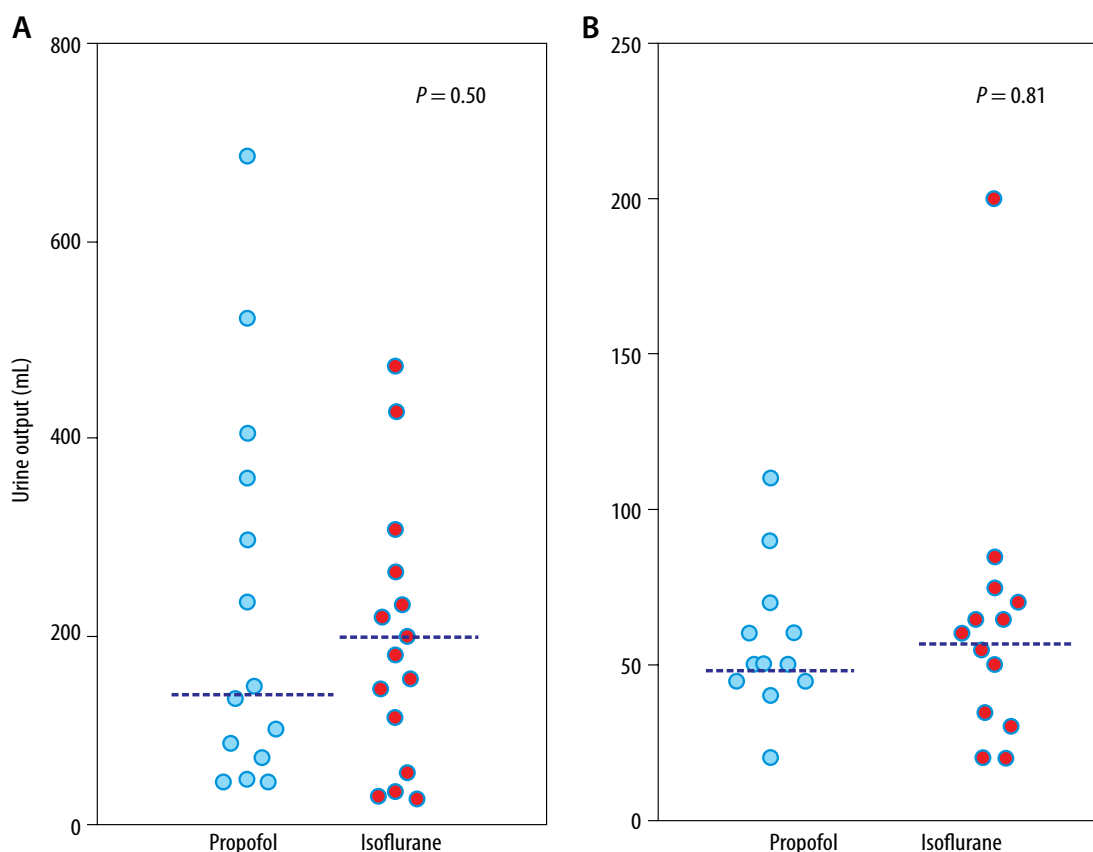 A
800
600
400
200
0
Urine output (mL)
P = 0.50
Propofol
Isoflurane
B
250
200
150
100
50
0
P = 0.81
Propofol
Isoflurane